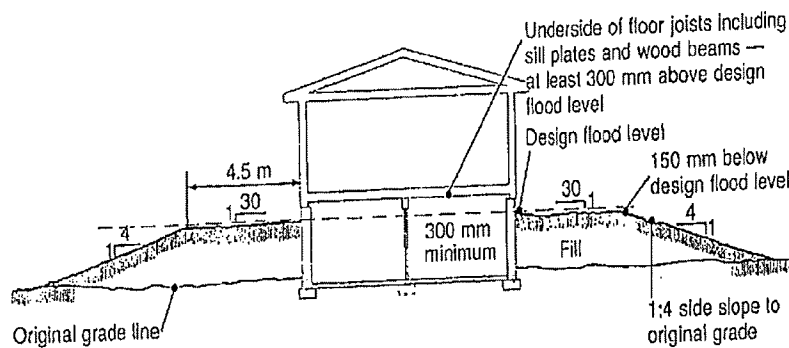 Underside of floor joists including
sill plates and wood beams —
at least 300 mm above design
flood level
Design flood level
150 mm below
design flood level
4.5 m
1 30
30 1
1 4
4 1
300 mm
minimum
Fill
Original grade line
1:4 side slope to
original grade